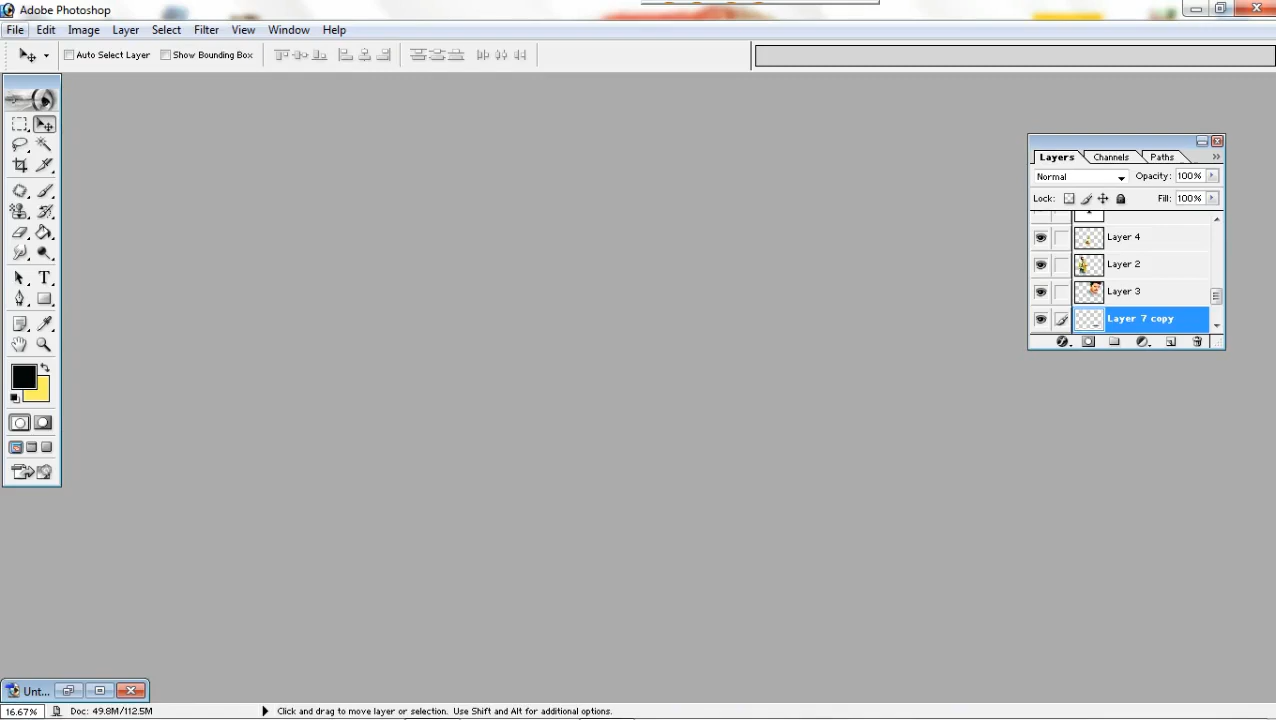 Adobe Photoshop
File Edit Image Layer Select Filter View Window Help
Auto Select Layer Show Bounding Box
Layers Channels Paths
Normal Opacity: 100%
Lock: Fill: 100%
Layer 4
Layer 2
Layer 3
Layer 7 copy
T
Unt...
16.67% Doc: 49.8M/112.5M Click and drag to move layer or selection. Use Shift and Alt for additional options.